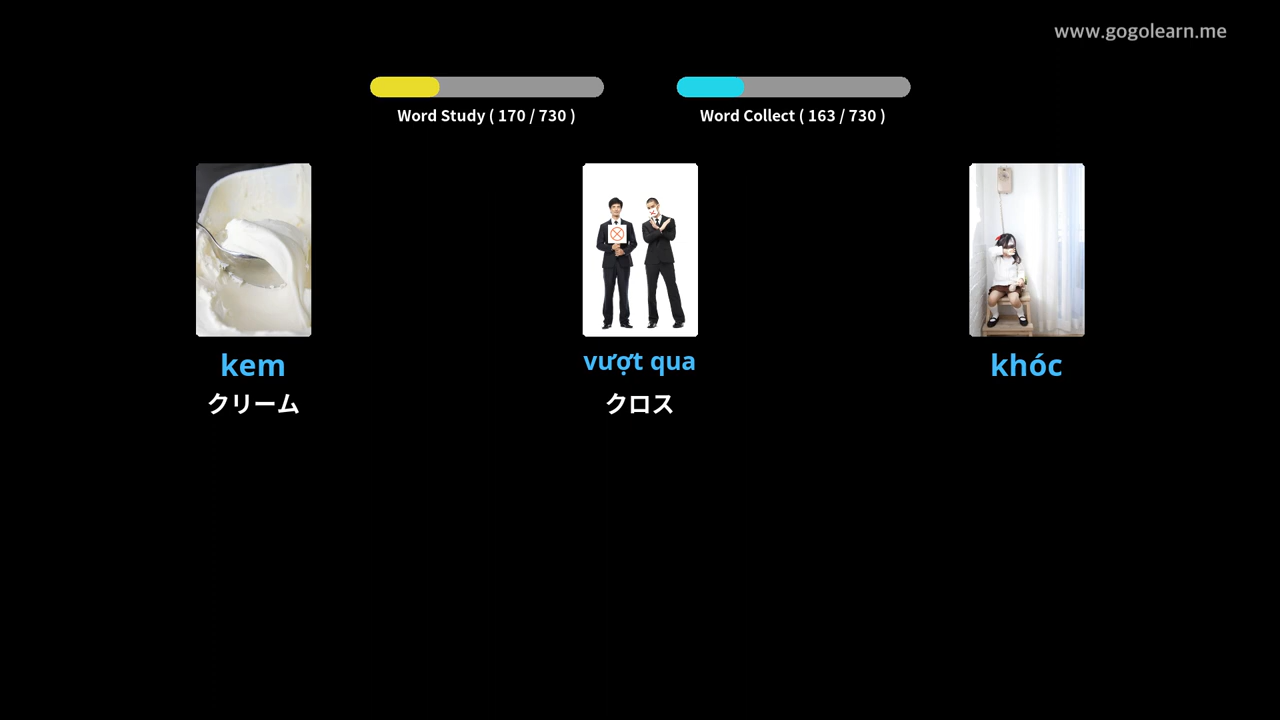 www.gogolearn.me
Word Study ( 170 / 730 )
Word Collect ( 163 / 730 )
kem
クリーム
vượt qua
クロス
khóc